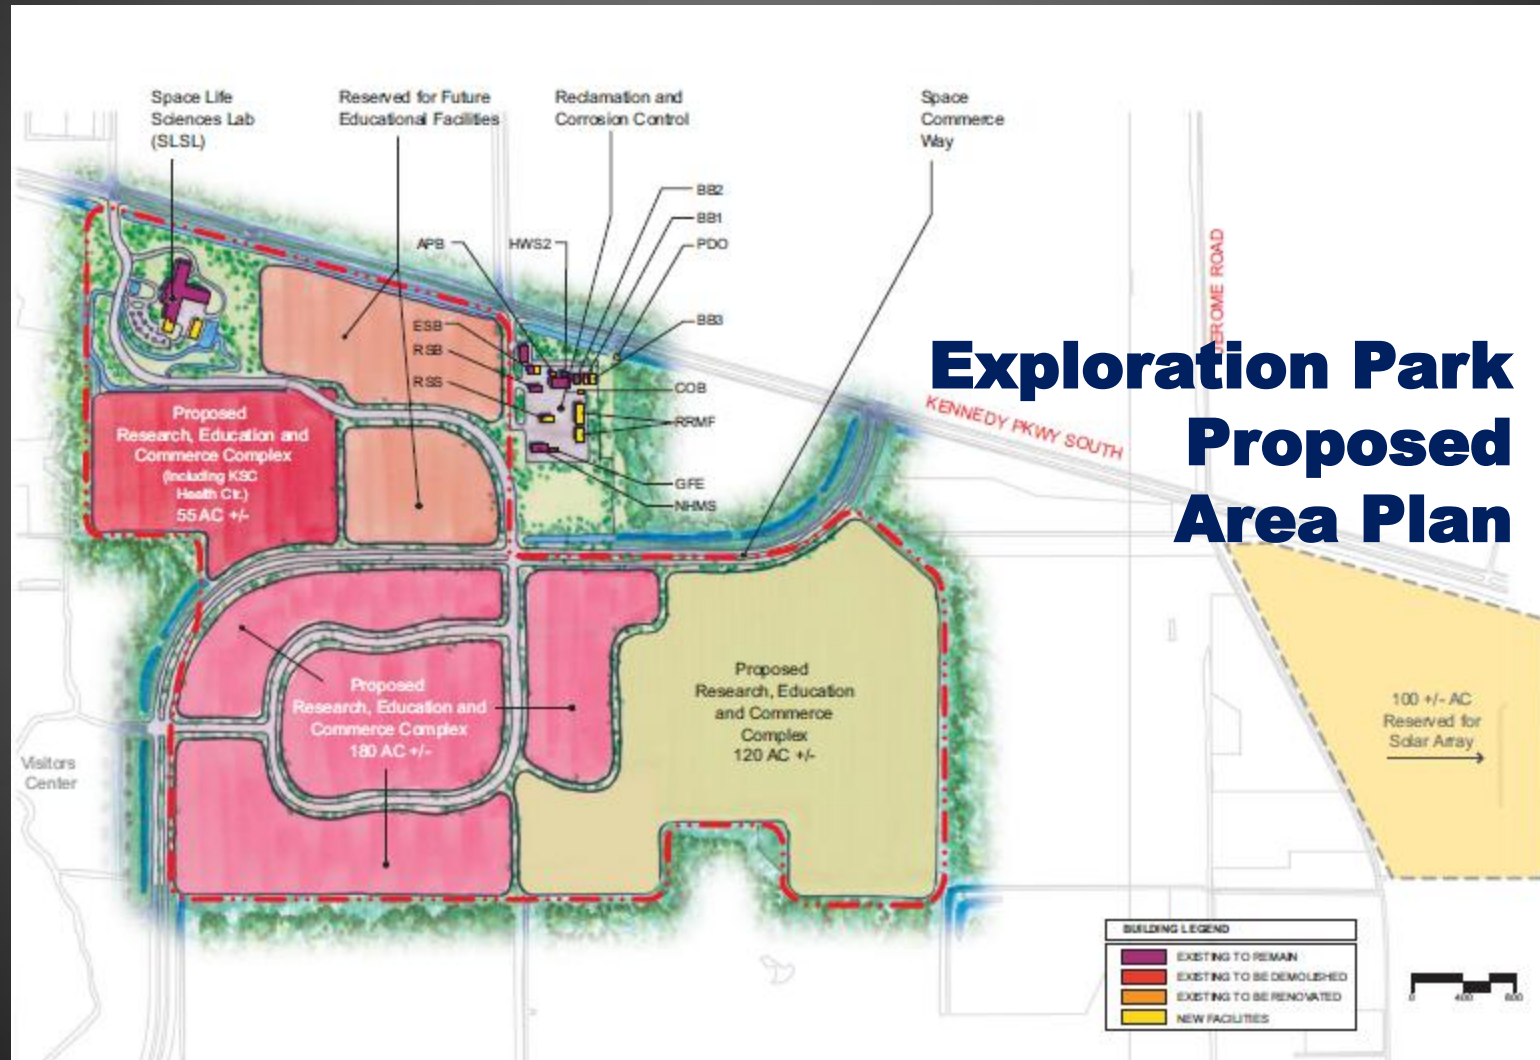 Space Life
Sciences Lab
(SLSL)
Reserved for Future
Educational Facilities
Reclamation and
Corrosion Control
Space
Commerce
Way
BB2
BB1
PDO
APB
HWS2
BB3
ESB
RSB
RSS
COB
RRMF
GFE
NHMS
JEROME ROAD
KENNEDY PKWY SOUTH
Exploration Park
Proposed
Area Plan
Proposed
Research, Education and
Commerce Complex
(Including KSC
Health Ctr.)
55 AC +/-
Proposed
Research, Education and
Commerce Complex
180 AC +/-
Proposed
Research, Education
and Commerce
Complex
120 AC +/-
100 +/- AC
Reserved for
Solar Array
Visitors
Center
BUILDING LEGEND
EXISTING TO REMAIN
EXISTING TO BE DEMOLISHED
EXISTING TO BE RENOVATED
NEW FACILITIES
0 400 800